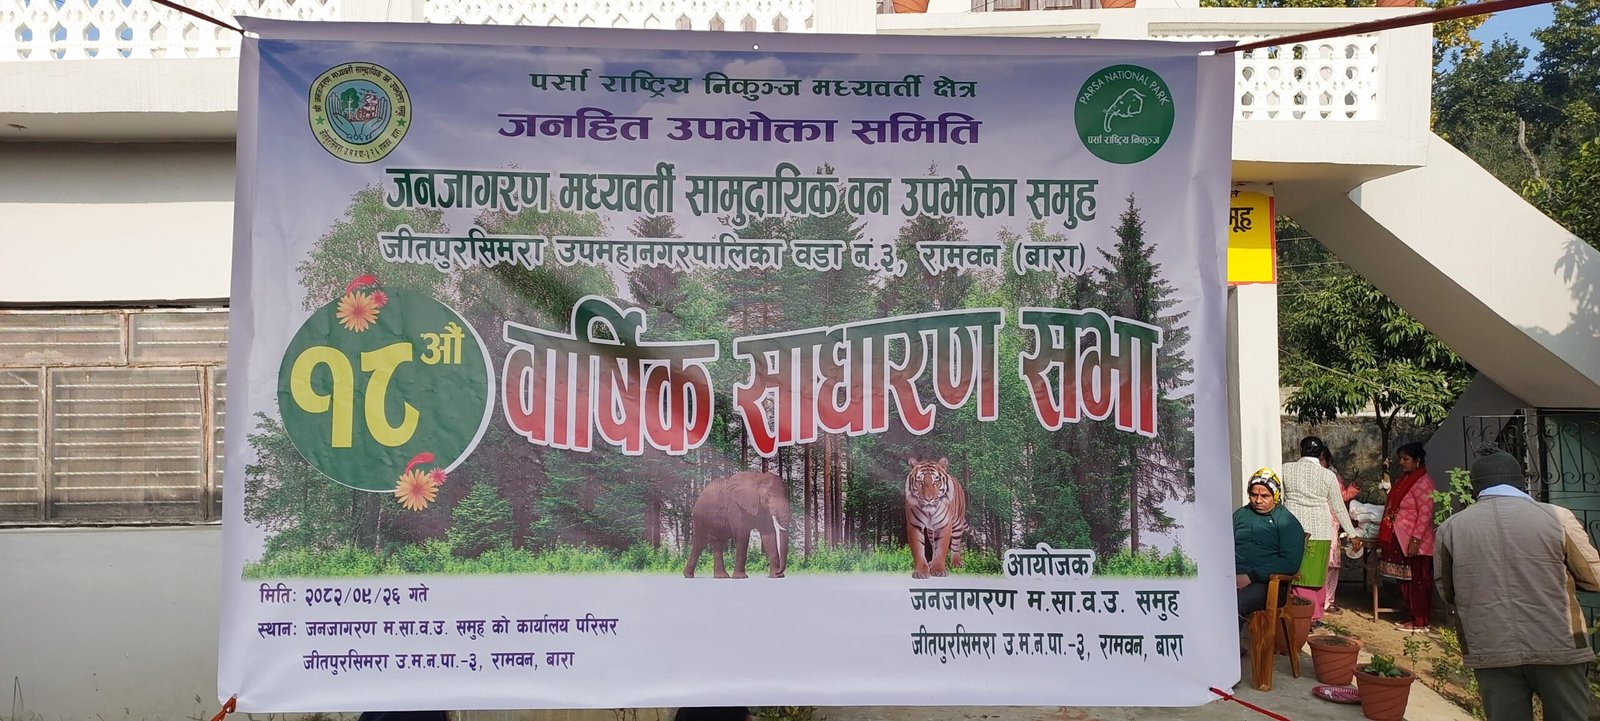 पर्सा राष्ट्रिय निकुञ्ज मध्यवर्ती क्षेत्र
जनहित उपभोक्ता समिति
PARSA NATIONAL PARK
पर्सा राष्ट्रिय निकुञ्ज
जनजागरण मध्यवर्ती सामुदायिक वन उपभोक्ता समुह
जीतपुरसिमरा उपमहानगरपालिका वडा नं.३, रामवन (बारा)
१८औं वार्षिक साधारण सभा
मिति: २०८२/०९/२६ गते
स्थान: जनजागरण म.सा.व.उ. समुह को कार्यालय परिसर
जीतपुरसिमरा उ.म.न.पा.-३, रामवन, बारा
आयोजक
जनजागरण म.सा.व.उ. समुह
जीतपुरसिमरा उ.म.न.पा.-३, रामवन, बारा